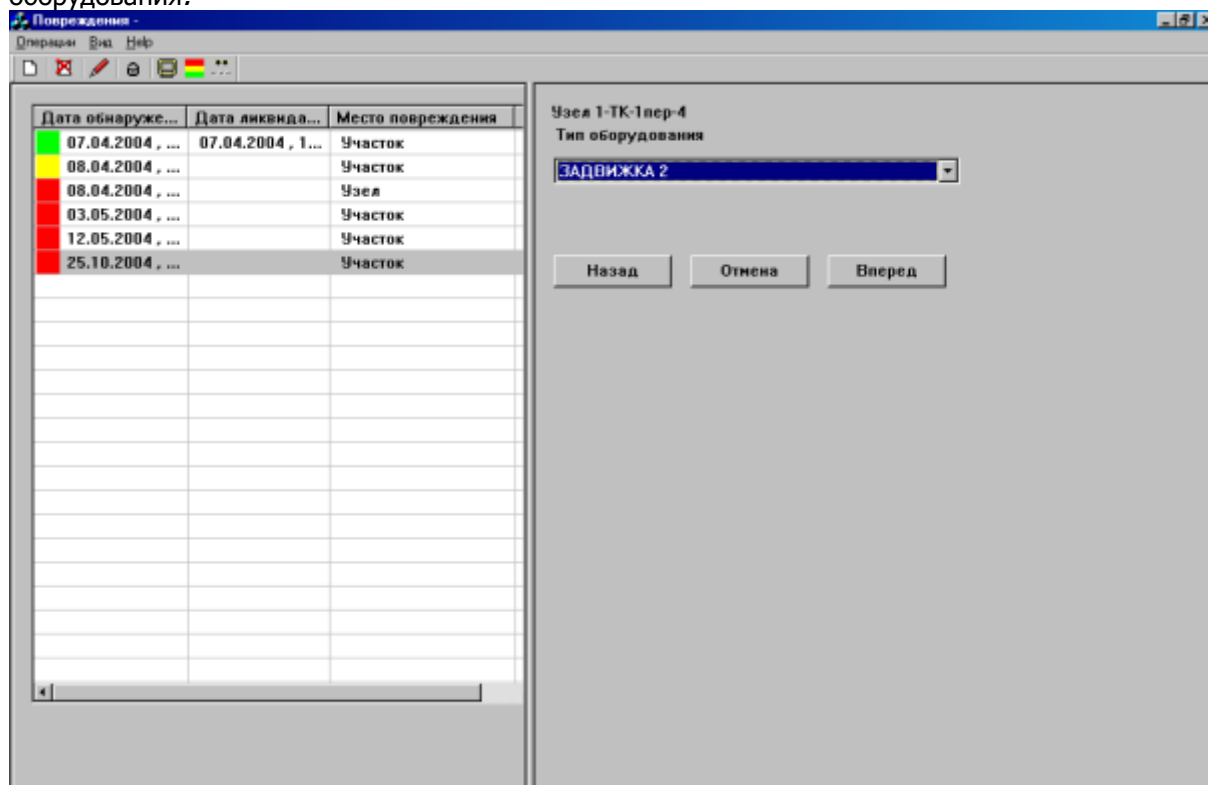 оборудования.
Повреждения -
Операции Вид Help
Дата обнаруже... Дата ликвида... Место повреждения
07.04.2004 , ... 07.04.2004 , 1... Участок
08.04.2004 , ... Участок
08.04.2004 , ... Узел
03.05.2004 , ... Участок
12.05.2004 , ... Участок
25.10.2004 , ... Участок
Узел 1-ТК-1пер-4
Тип оборудования
ЗАДВИЖКА 2
Назад Отмена Вперед